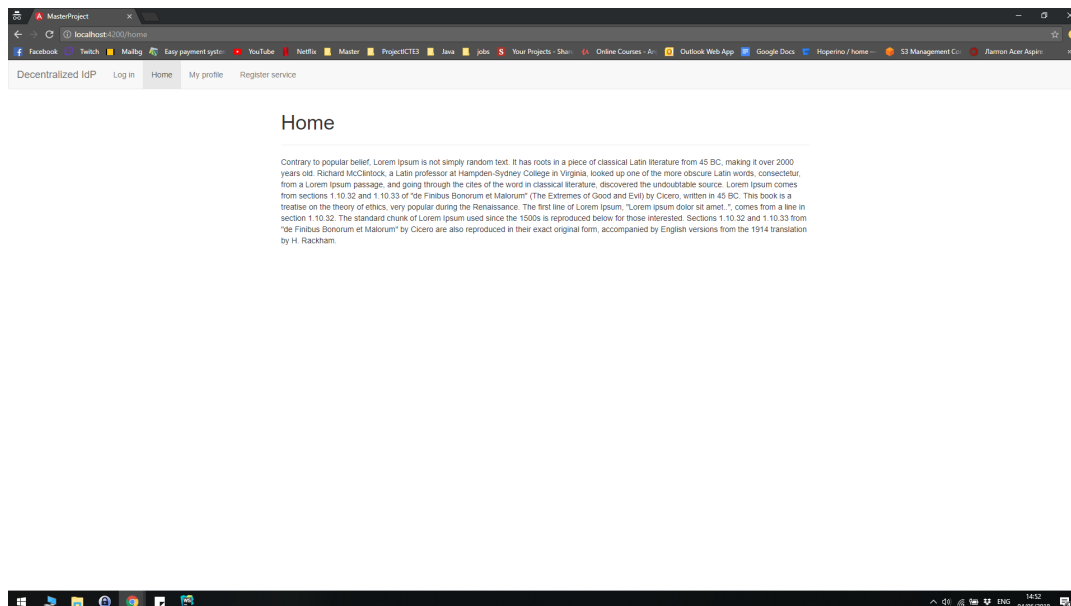 MasterProject
localhost:4200/home
Facebook Twitch Mailbg Easy payment syste YouTube Netflix Master ProjectICTE3 Java jobs Your Projects - Shar Online Courses - An Outlook Web App Google Docs Hoperino / home — S3 Management Co Лаптоп Acer Aspire
Decentralized IdP Log in Home My profile Register service
Home
Contrary to popular belief, Lorem Ipsum is not simply random text. It has roots in a piece of classical Latin literature from 45 BC, making it over 2000
years old. Richard McClintock, a Latin professor at Hampden-Sydney College in Virginia, looked up one of the more obscure Latin words, consectetur,
from a Lorem Ipsum passage, and going through the cites of the word in classical literature, discovered the undoubtable source. Lorem Ipsum comes
from sections 1.10.32 and 1.10.33 of "de Finibus Bonorum et Malorum" (The Extremes of Good and Evil) by Cicero, written in 45 BC. This book is a
treatise on the theory of ethics, very popular during the Renaissance. The first line of Lorem Ipsum, "Lorem ipsum dolor sit amet..", comes from a line in
section 1.10.32. The standard chunk of Lorem Ipsum used since the 1500s is reproduced below for those interested. Sections 1.10.32 and 1.10.33 from
"de Finibus Bonorum et Malorum" by Cicero are also reproduced in their exact original form, accompanied by English versions from the 1914 translation
by H. Rackham.
ENG 14:52